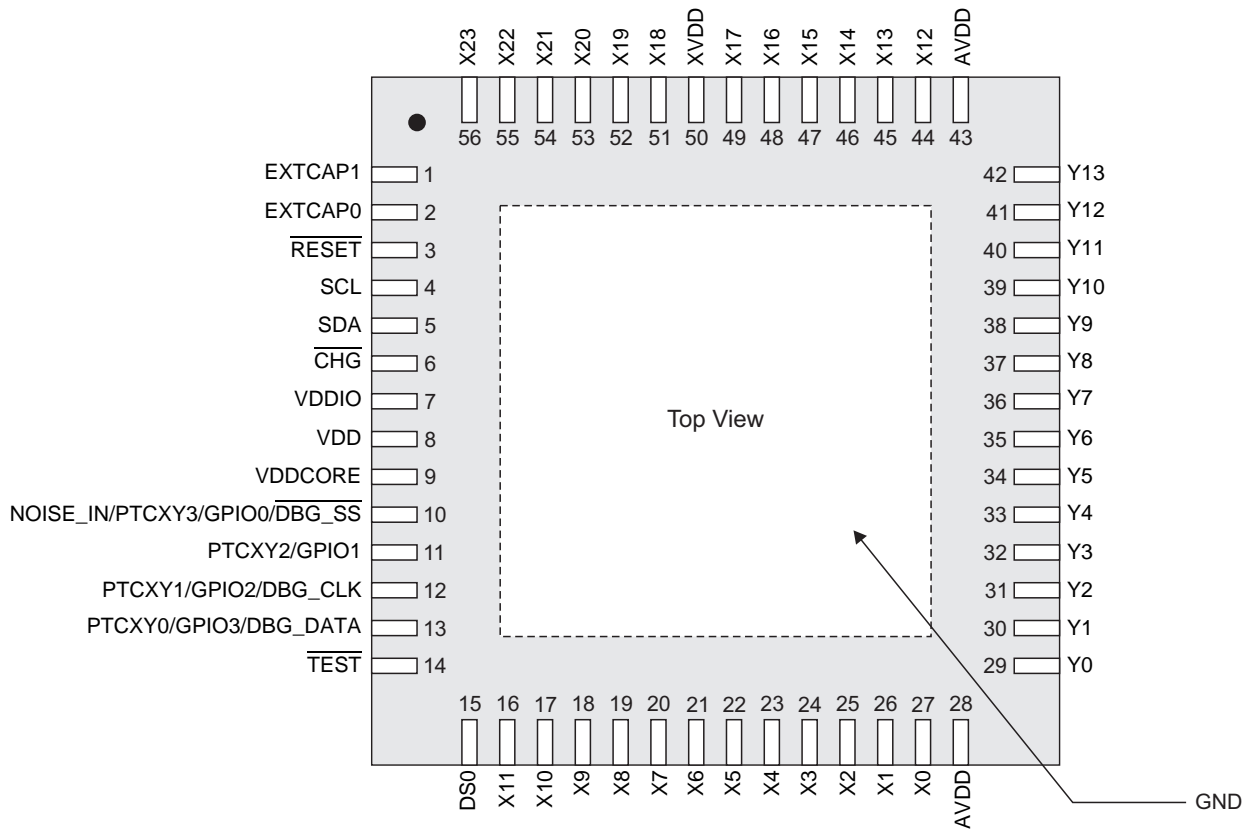 X23 X22 X21 X20 X19 X18 XVDD X17 X16 X15 X14 X13 X12 AVDD
56 55 54 53 52 51 50 49 48 47 46 45 44 43
EXTCAP1 1
EXTCAP0 2
RESET 3
SCL 4
SDA 5
CHG 6
VDDIO 7
VDD 8
VDDCORE 9
NOISE_IN/PTCXY3/GPIO0/DBG_SS 10
PTCXY2/GPIO1 11
PTCXY1/GPIO2/DBG_CLK 12
PTCXY0/GPIO3/DBG_DATA 13
TEST 14
Top View
42 Y13
41 Y12
40 Y11
39 Y10
38 Y9
37 Y8
36 Y7
35 Y6
34 Y5
33 Y4
32 Y3
31 Y2
30 Y1
29 Y0
15 16 17 18 19 20 21 22 23 24 25 26 27 28
DS0 X11 X10 X9 X8 X7 X6 X5 X4 X3 X2 X1 X0 AVDD
GND